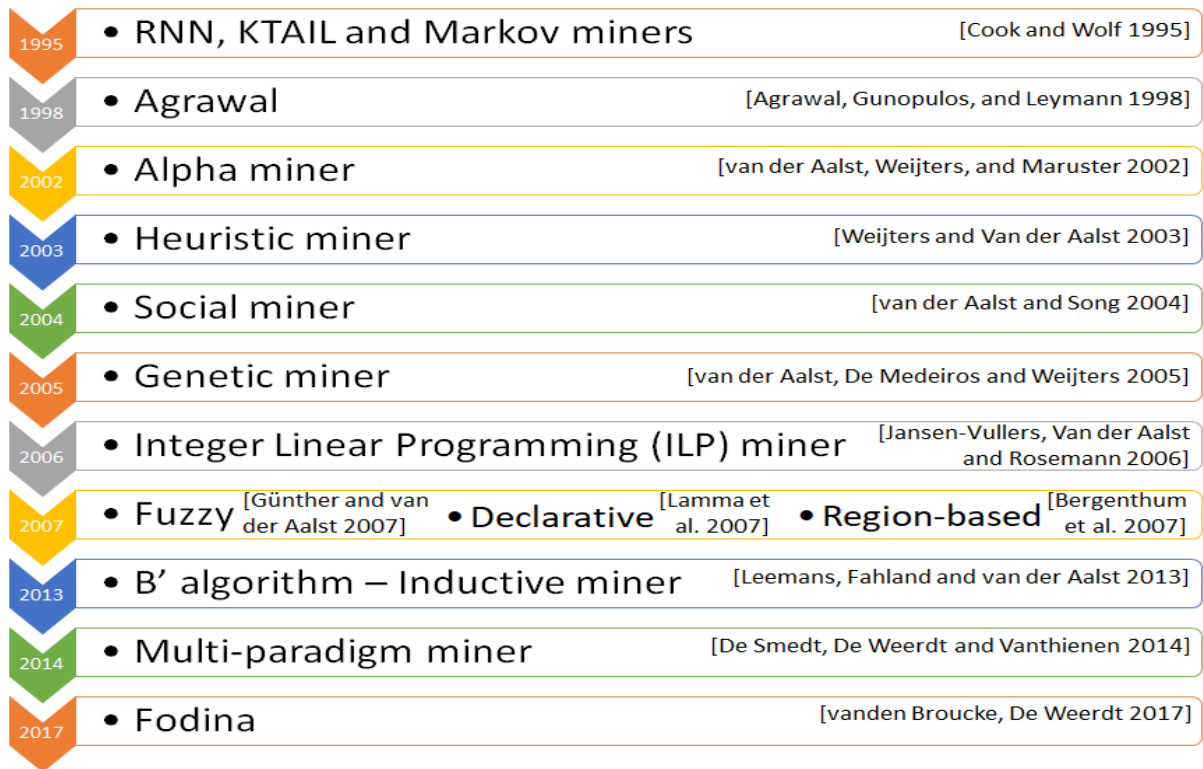 1995
• RNN, KTAIL and Markov miners
[Cook and Wolf 1995]
1998
• Agrawal
[Agrawal, Gunopulos, and Leymann 1998]
2002
• Alpha miner
[van der Aalst, Weijters, and Maruster 2002]
2003
• Heuristic miner
[Weijters and Van der Aalst 2003]
2004
• Social miner
[van der Aalst and Song 2004]
2005
• Genetic miner
[van der Aalst, De Medeiros and Weijters 2005]
2006
• Integer Linear Programming (ILP) miner
[Jansen-Vullers, Van der Aalst
and Rosemann 2006]
2007
• Fuzzy
[Günther and van
der Aalst 2007]
• Declarative
[Lamma et
al. 2007]
• Region-based
[Bergenthum
et al. 2007]
2013
• B’ algorithm – Inductive miner
[Leemans, Fahland and van der Aalst 2013]
2014
• Multi-paradigm miner
[De Smedt, De Weerdt and Vanthienen 2014]
2017
• Fodina
[vanden Broucke, De Weerdt 2017]